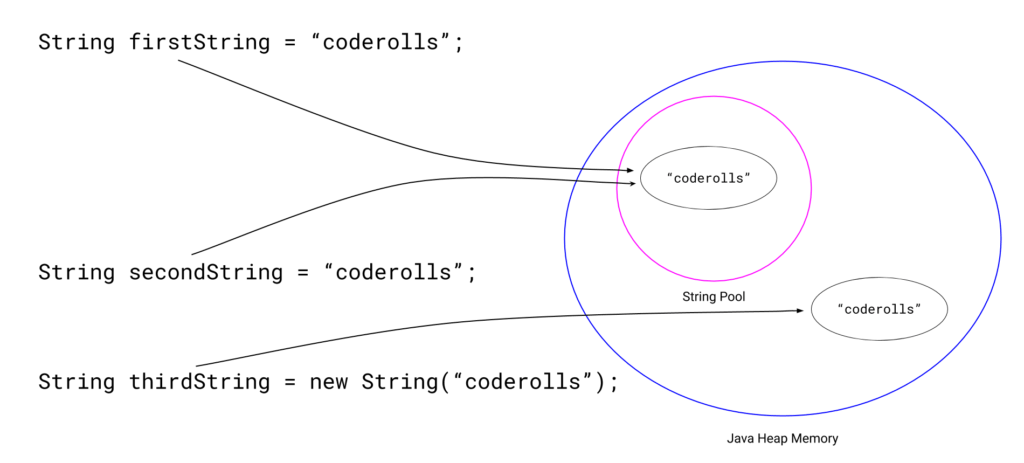 String firstString = “coderolls”;
“coderolls”
String secondString = “coderolls”;
String Pool
“coderolls”
String thirdString = new String(“coderolls”);
Java Heap Memory